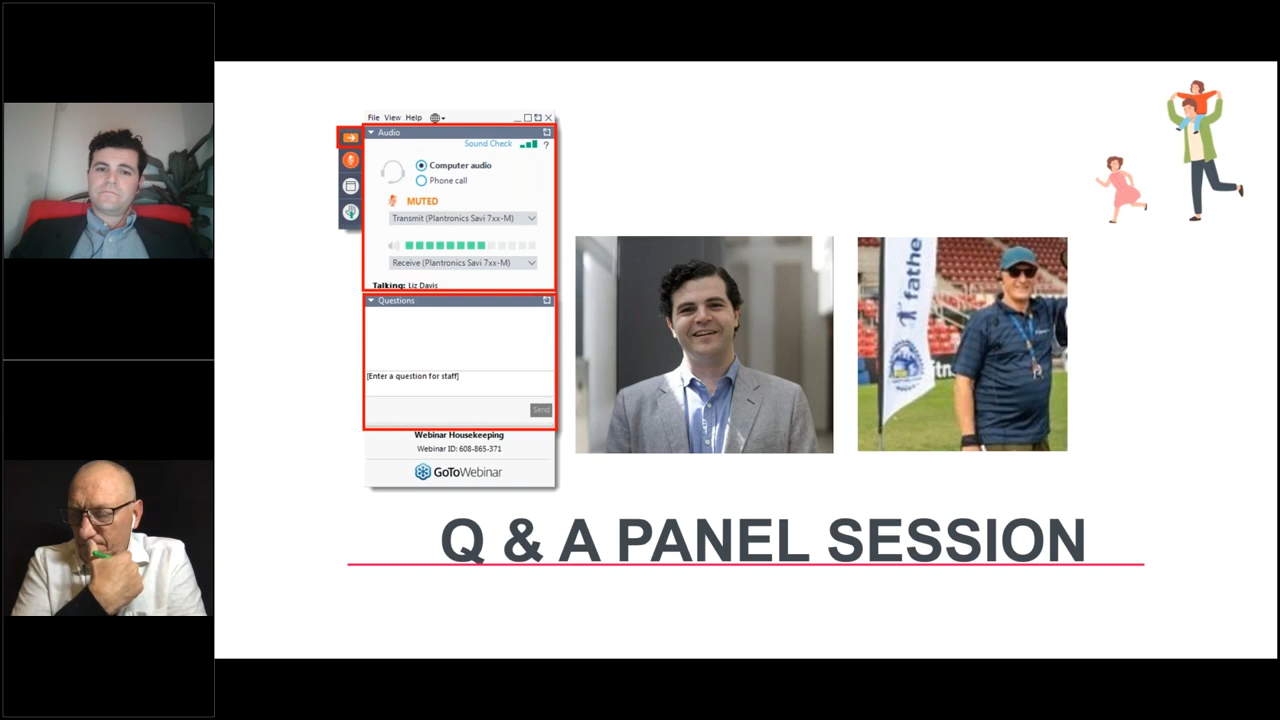 File View Help
Audio
Sound Check
?
Computer audio
Phone call
MUTED
Transmit (Plantronics Savi 7xx-M)
Receive (Plantronics Savi 7xx-M)
Talking: Liz Davis
Questions
[Enter a question for staff]
Send
Webinar Housekeeping
Webinar ID: 608-865-371
GoToWebinar
fathe
Q & A PANEL SESSION